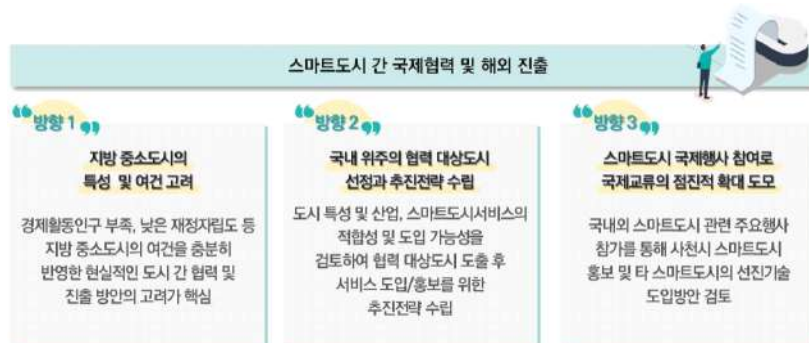 스마트도시 간 국제협력 및 해외 진출
방향 1
지방 중소도시의
특성 및 여건 고려
경제활동인구 부족, 낮은 재정자립도 등
지방 중소도시의 여건을 충분히
반영한 현실적인 도시 간 협력 및
진출 방안의 고려가 핵심
방향 2
국내 위주의 협력 대상도시
선정과 추진전략 수립
도시 특성 및 산업, 스마트도시서비스의
적합성 및 도입 가능성을
검토하여 협력 대상도시 도출 후
서비스 도입/홍보를 위한
추진전략 수립
방향 3
스마트도시 국제행사 참여로
국제교류의 점진적 확대 도모
국내외 스마트도시 관련 주요행사
참가를 통해 사천시 스마트도시
홍보 및 타 스마트도시의 선진기술
도입방안 검토